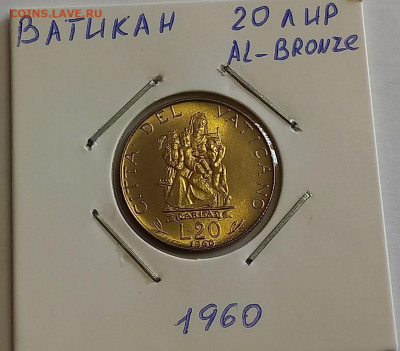 COINS.LAVE.RU
ВАТИКАН 20 ЛИР
AL-BRONZE
CITTA DEL VATICANO
CARITAS
L.20
1960
1960